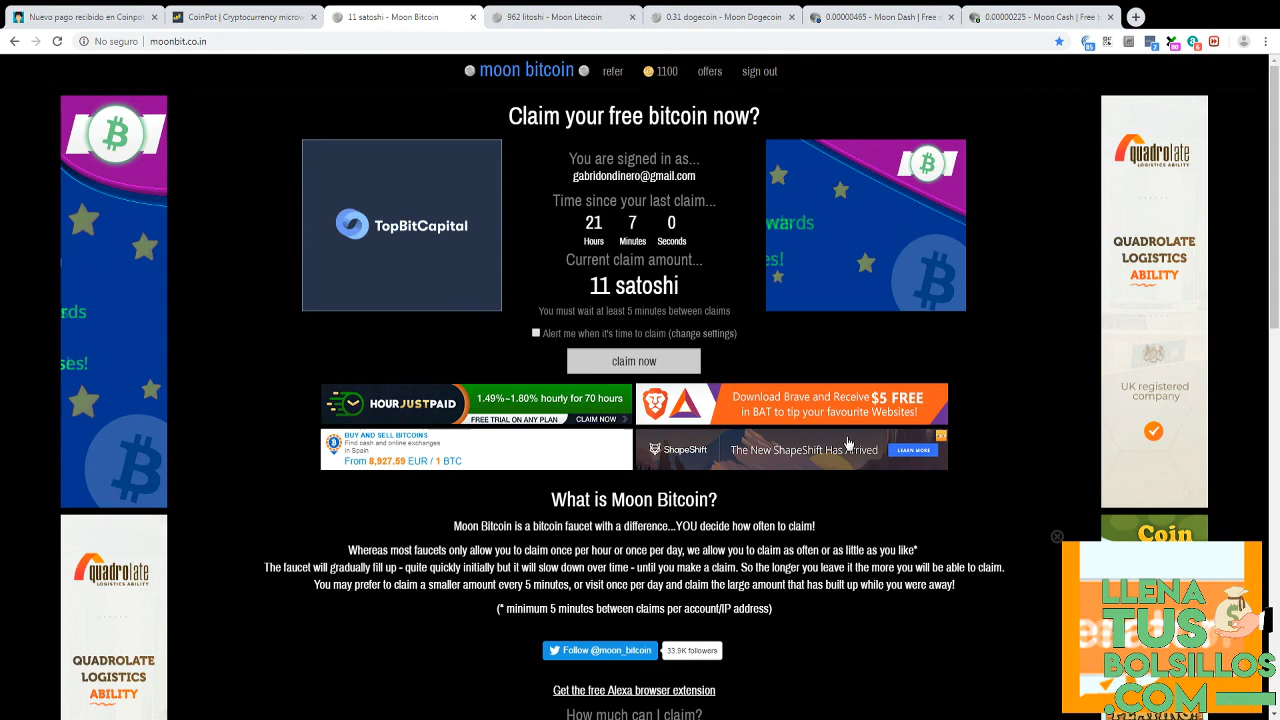 Nuevo pago recibido en Coinpot
CoinPot | Cryptocurrency microw
11 satoshi - Moon Bitcoin
962 litoshi - Moon Litecoin
0.31 dogecoin - Moon Dogecoin
0.00000465 - Moon Dash | Free
0.00000225 - Moon Cash | Free b
No seguro | moonbit.co.in
moon bitcoin
refer
1100
offers
sign out
Claim your free bitcoin now?
TopBitCapital
You are signed in as...
gabridondinero@gmail.com
Time since your last claim...
21 7 0
Hours Minutes Seconds
Current claim amount...
11 satoshi
You must wait at least 5 minutes between claims
Alert me when it's time to claim (change settings)
claim now
HOURJUSTPAID
1.49%~1.80% hourly for 70 hours
FREE TRIAL ON ANY PLAN
CLAIM NOW
Download Brave and Receive $5 FREE
in BAT to tip your favourite Websites!
BUY AND SELL BITCOINS
Find cash and online exchanges
in Spain
From 8,927.59 EUR / 1 BTC
ShapeShift
The New ShapeShift Has Arrived
LEARN MORE
What is Moon Bitcoin?
Moon Bitcoin is a bitcoin faucet with a difference...YOU decide how often to claim!
Whereas most faucets only allow you to claim once per hour or once per day, we allow you to claim as often or as little as you like*
The faucet will gradually fill up - quite quickly initially but it will slow down over time - until you make a claim. So the longer you leave it the more you will be able to claim.
You may prefer to claim a smaller amount every 5 minutes, or visit once per day and claim the large amount that has built up while you were away!
(* minimum 5 minutes between claims per account/IP address)
Follow @moon_bitcoin
33.9K followers
Get the free Alexa browser extension
How much can I claim?
rds
ses!
quadrolate
LOGISTICS ABILITY
QUADROLATE
LOGISTICS
ABILITY
UK registered
company
Coin
quadrolate
LOGISTICS ABILITY
QUADROLATE
LOGISTICS
ABILITY
LLENA
TUS
BOLSILLOS
.COM